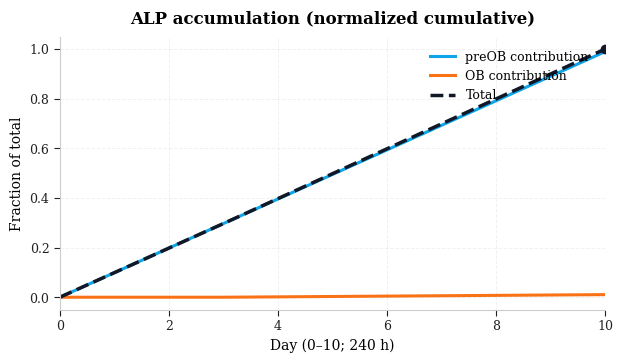 ALP accumulation (normalized cumulative)
Fraction of total
1.0
0.8
0.6
0.4
0.2
0.0
preOB contribution
OB contribution
Total
0 2 4 6 8 10
Day (0–10; 240 h)